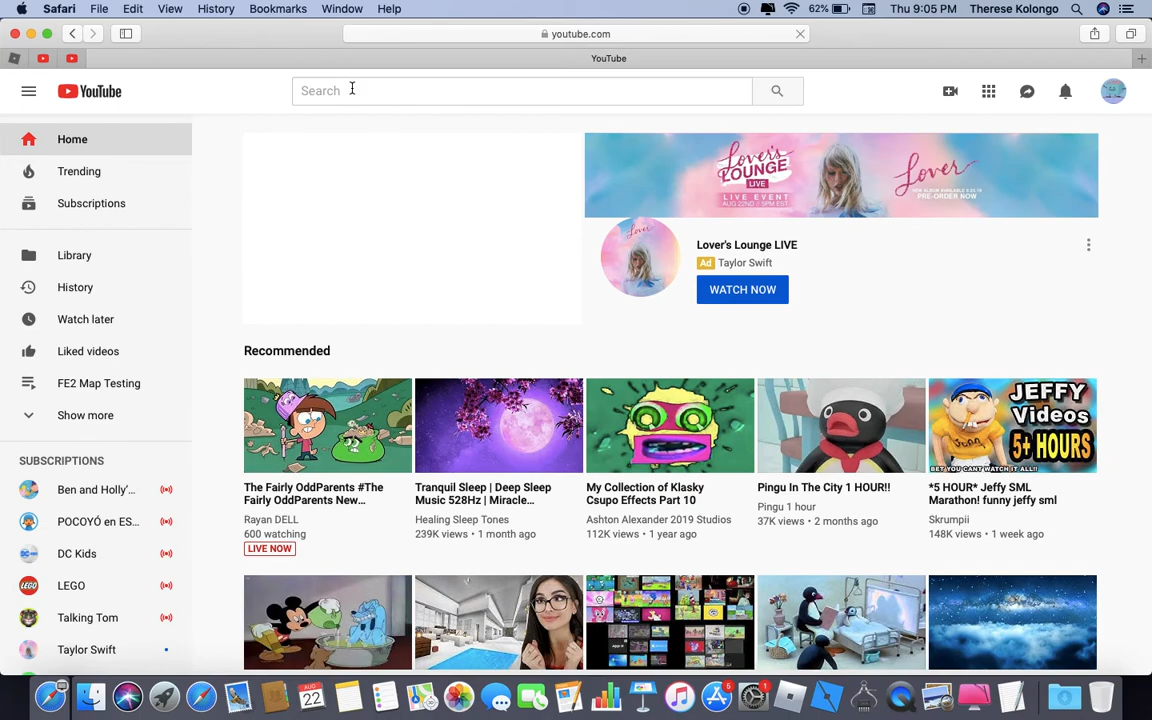 Safari File Edit View History Bookmarks Window Help 62% Thu 9:05 PM Therese Kolongo
youtube.com
YouTube
YouTube
Search
Home
Trending
Subscriptions
Library
History
Watch later
Liked videos
FE2 Map Testing
Show more
SUBSCRIPTIONS
Ben and Holly'...
POCOYÓ en ES...
DC Kids
LEGO
Talking Tom
Taylor Swift
Lover's
LOUNGE
LIVE
LIVE EVENT
AUG 22ND // 5PM EST
Lover
NEW ALBUM AVAILABLE 8.23.19
PRE-ORDER NOW
Lover
Lover's Lounge LIVE
Ad Taylor Swift
WATCH NOW
Recommended
The Fairly OddParents #The
Fairly OddParents New...
Rayan DELL
600 watching
LIVE NOW
Tranquil Sleep | Deep Sleep
Music 528Hz | Miracle...
Healing Sleep Tones
239K views • 1 month ago
My Collection of Klasky
Csupo Effects Part 10
Ashton Alexander 2019 Studios
112K views • 1 year ago
Pingu In The City 1 HOUR!!
Pingu 1 hour
37K views • 2 months ago
JEFFY
Videos
5+ HOURS
BET YOU CANT WATCH IT ALL!!
*5 HOUR* Jeffy SML
Marathon! funny jeffy sml
Skrumpii
148K views • 1 week ago
AUG
22
5
1